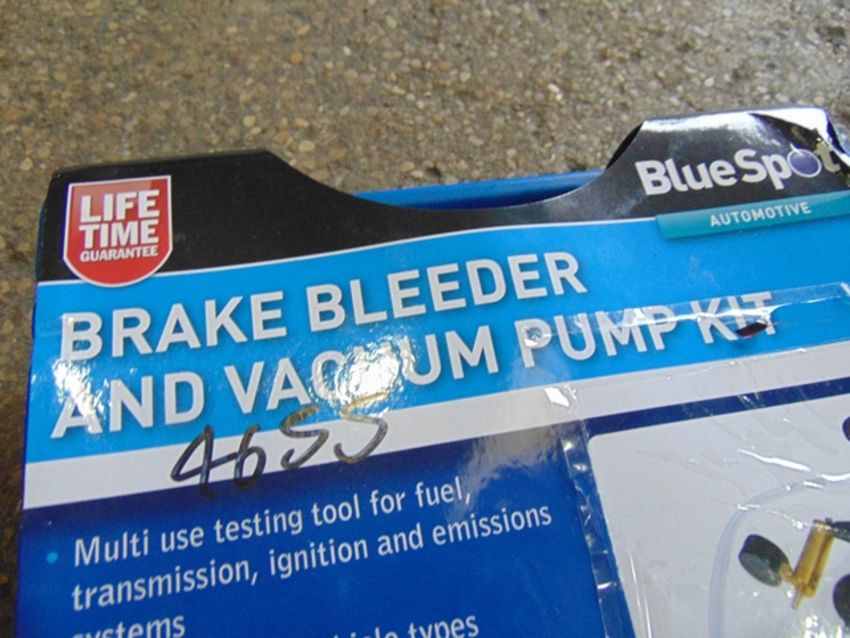 LIFE
TIME
GUARANTEE
BlueSpot
AUTOMOTIVE
BRAKE BLEEDER
AND VACUUM PUMP KIT
4655
• Multi use testing tool for fuel,
transmission, ignition and emissions
systems
types